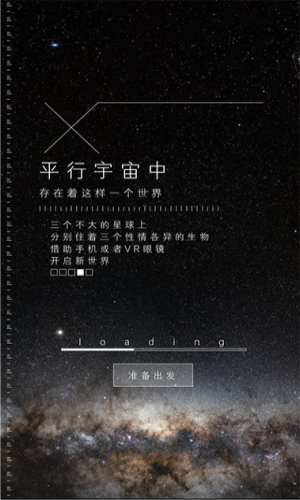 平行宇宙中
存在着这样一个世界
三个不大的星球上
分别住着三个性情各异的生物
借助手机或者VR眼镜
开启新世界
loading
准备出发